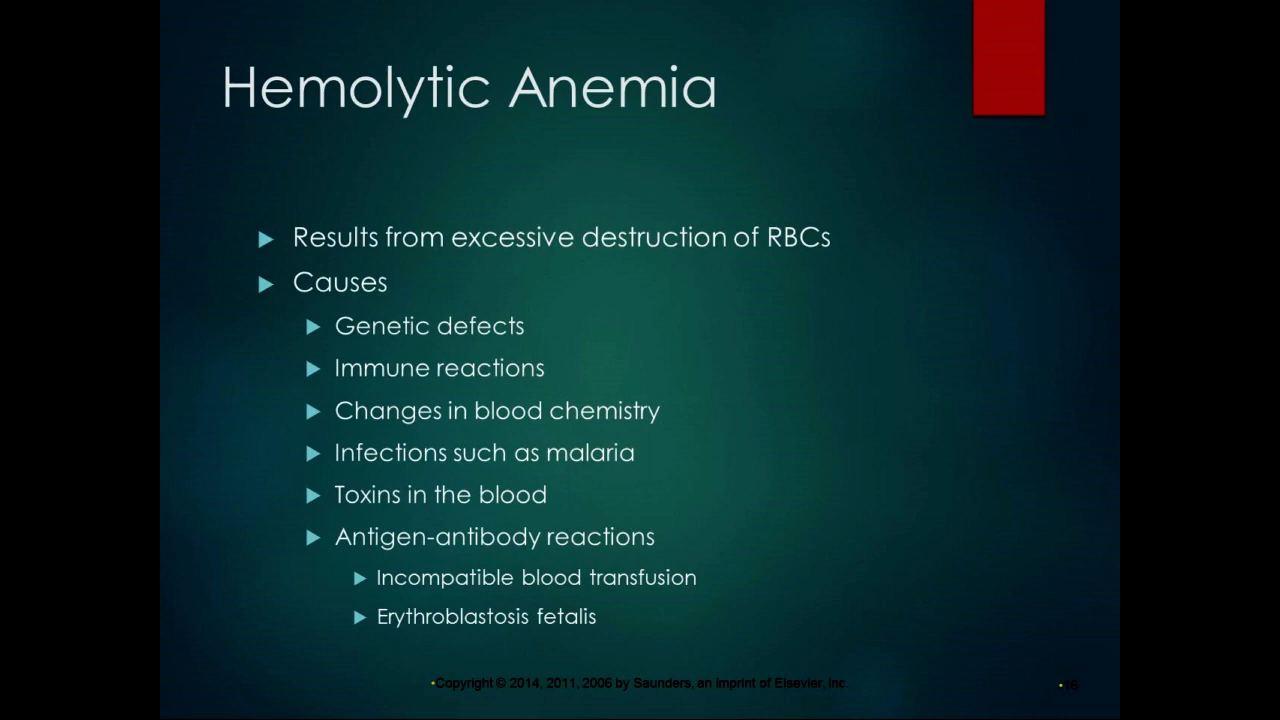 Hemolytic Anemia
Results from excessive destruction of RBCs
Causes
Genetic defects
Immune reactions
Changes in blood chemistry
Infections such as malaria
Toxins in the blood
Antigen-antibody reactions
Incompatible blood transfusion
Erythroblastosis fetalis
•Copyright © 2014, 2011, 2006 by Saunders, an imprint of Elsevier, Inc.
•16